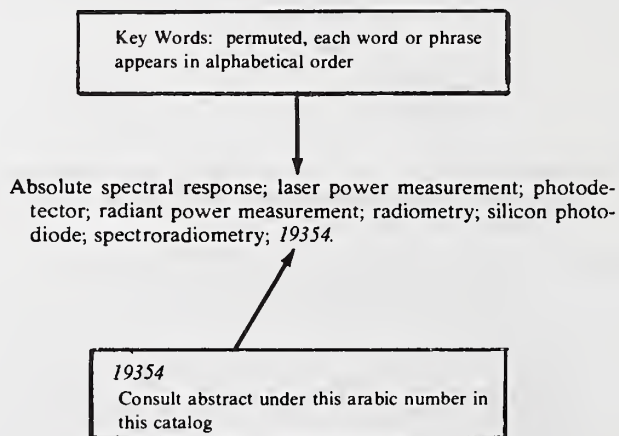 Key Words: permuted, each word or phrase
appears in alphabetical order
Absolute spectral response; laser power measurement; photode-
tector; radiant power measurement; radiometry; silicon photo-
diode; spectroradiometry; 19354.
19354
Consult abstract under this arabic number in
this catalog